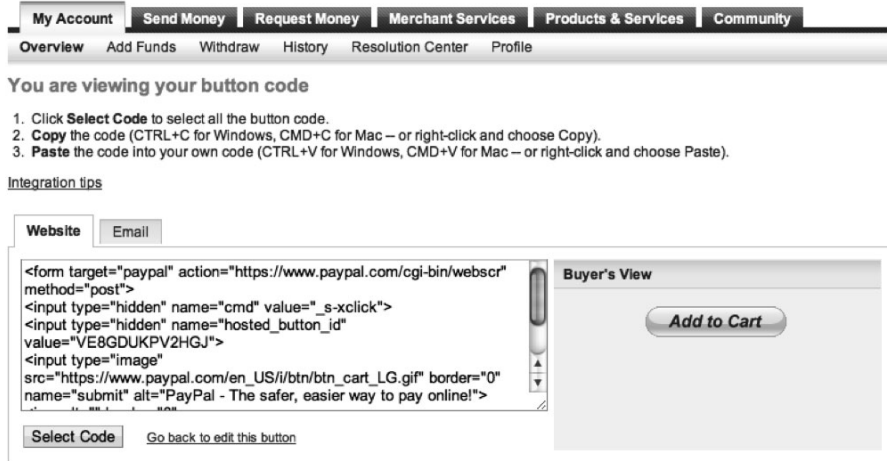 My Account Send Money Request Money Merchant Services Products & Services Community
Overview Add Funds Withdraw History Resolution Center Profile
You are viewing your button code
1. Click Select Code to select all the button code.
2. Copy the code (CTRL+C for Windows, CMD+C for Mac – or right-click and choose Copy).
3. Paste the code into your own code (CTRL+V for Windows, CMD+V for Mac – or right-click and choose Paste).
Integration tips
Website Email
<form target="paypal" action="https://www.paypal.com/cgi-bin/webscr"
method="post">
<input type="hidden" name="cmd" value="_s-xclick">
<input type="hidden" name="hosted_button_id"
value="VE8GDUKPV2HGJ">
<input type="image"
src="https://www.paypal.com/en_US/i/btn/btn_cart_LG.gif" border="0"
name="submit" alt="PayPal - The safer, easier way to pay online!">
Buyer's View
Add to Cart
Select Code Go back to edit this button